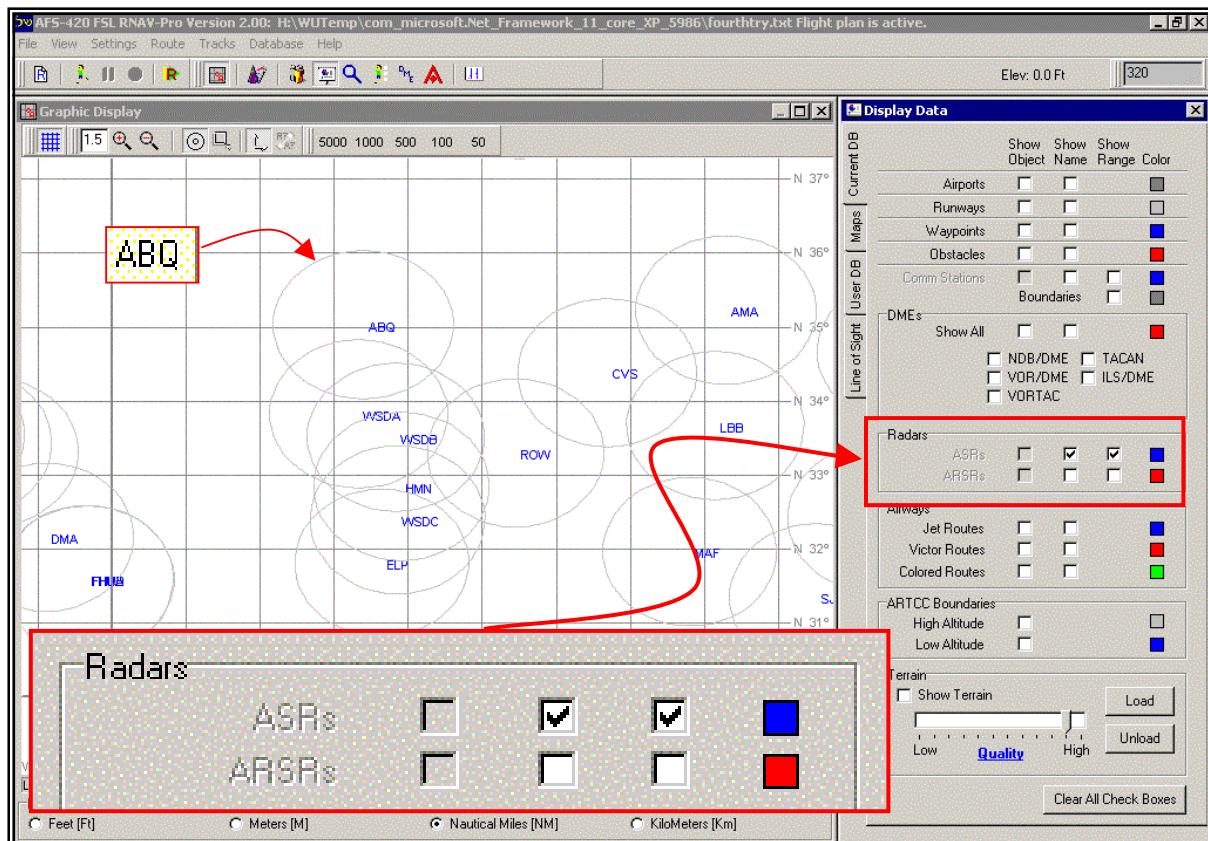 AFS-420 FSL RNAV-Pro Version 2.00: H:\WUTemp\com_microsoft.Net_Framework_11_core_XP_5986\fourthtry.txt Flight plan is active.
File View Settings Route Tracks Database Help
Elev: 0.0 Ft
320
Graphic Display
1.5
5000 1000 500 100 50
N 37°
N 36°
ABQ
ABQ
AMA
N 35°
CVS
N 34°
WSDA
WSDB
LBB
ROW
N 33°
HMN
WSDC
DMA
N 32°
MAF
ELP
N 31°
Display Data
Current DB
Maps
User DB
Line of Sight
Show Object
Show Name
Show Range
Color
Airports
Runways
Waypoints
Obstacles
Comm Stations
Boundaries
DMEs
Show All
NDB/DME TACAN
VOR/DME ILS/DME
VORTAC
Radars
ASRs
ARSRs
Airways
Jet Routes
Victor Routes
Colored Routes
ARTCC Boundaries
High Altitude
Low Altitude
Terrain
Show Terrain
Load
Low Quality High
Unload
Clear All Check Boxes
Radars
ASRs
ARSRs
Feet [Ft] Meters [M] Nautical Miles [NM] KiloMeters [Km]